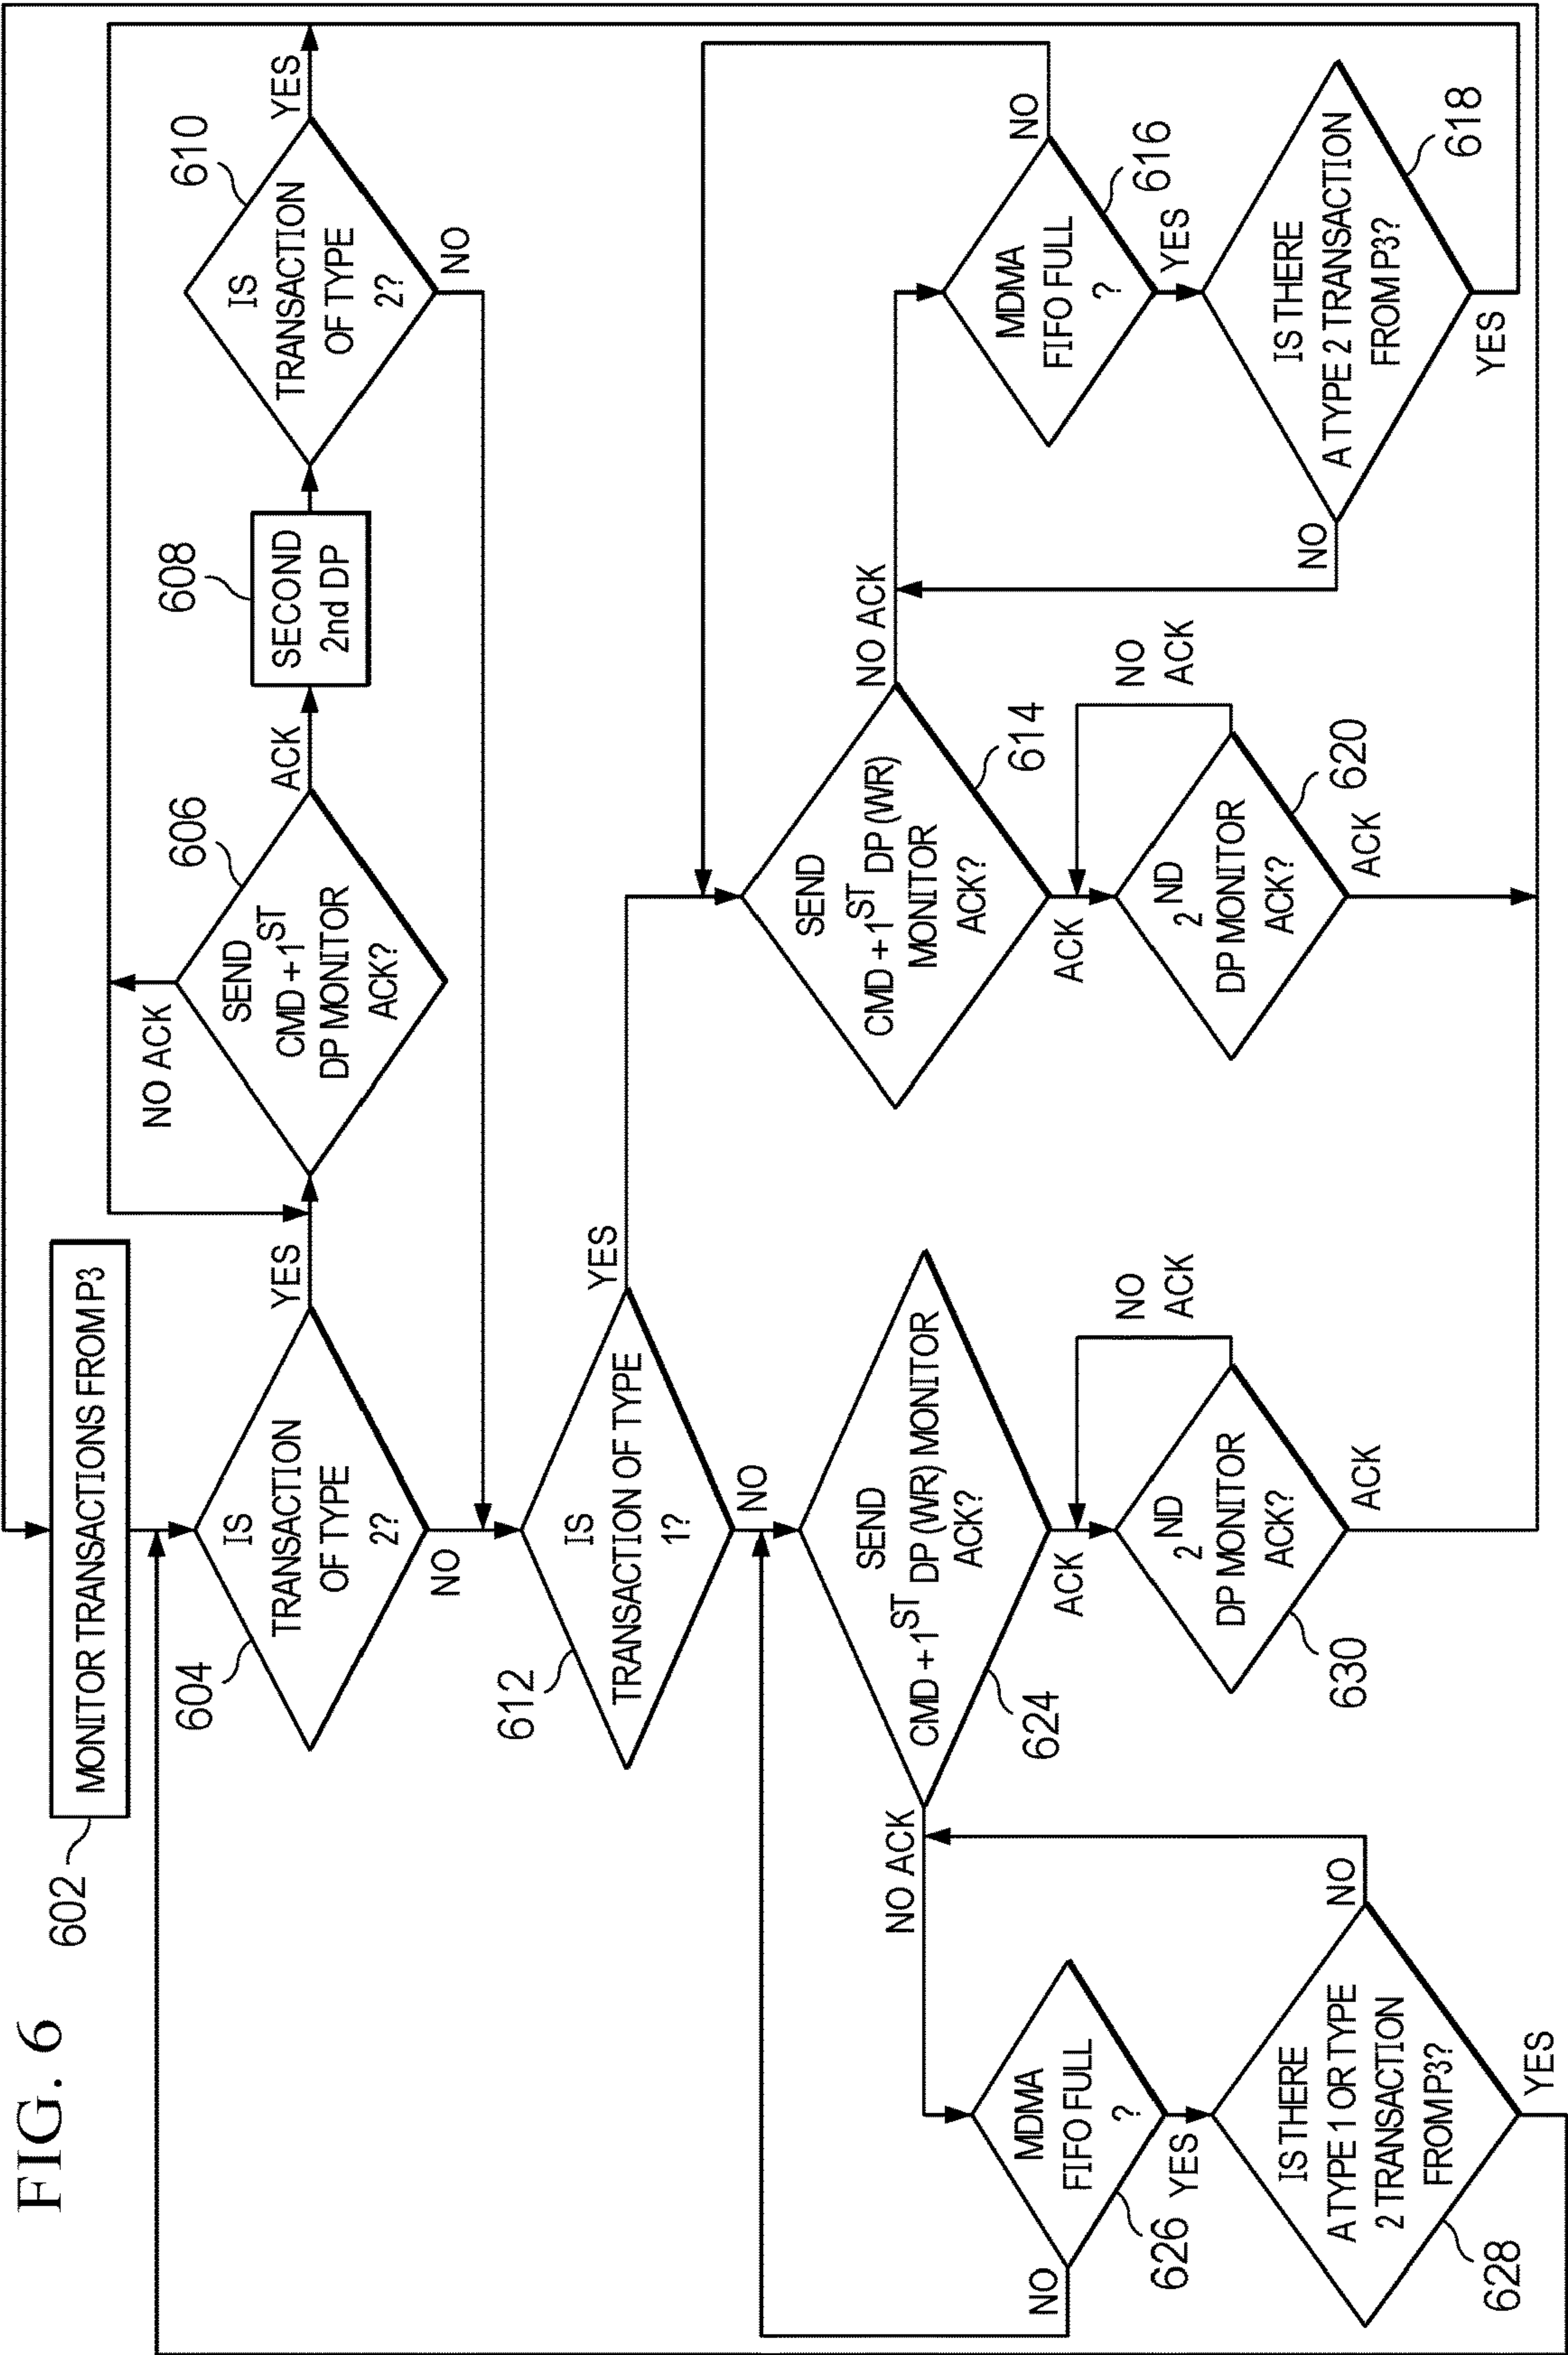 FIG. 6
602
MONITOR TRANSACTIONS FROM P3
604
IS
TRANSACTION
OF TYPE
2?
YES
NO
606
SEND
CMD + 1ST
DP MONITOR
ACK?
NO ACK
ACK
608
SECOND
2nd DP
610
IS
TRANSACTION
OF TYPE
2?
YES
NO
612
IS
TRANSACTION OF TYPE
1?
YES
NO
614
SEND
CMD + 1ST DP (WR)
MONITOR
ACK?
NO ACK
ACK
616
MDMA
FIFO FULL
?
NO
YES
618
IS THERE
A TYPE 2 TRANSACTION
FROM P3?
NO
YES
620
2ND
DP MONITOR
ACK?
NO
ACK
ACK
624
SEND
CMD + 1ST DP (WR) MONITOR
ACK?
NO ACK
ACK
626
MDMA
FIFO FULL
?
NO
YES
628
IS THERE
A TYPE 1 OR TYPE
2 TRANSACTION
FROM P3?
NO
YES
630
2ND
DP MONITOR
ACK?
NO
ACK
ACK